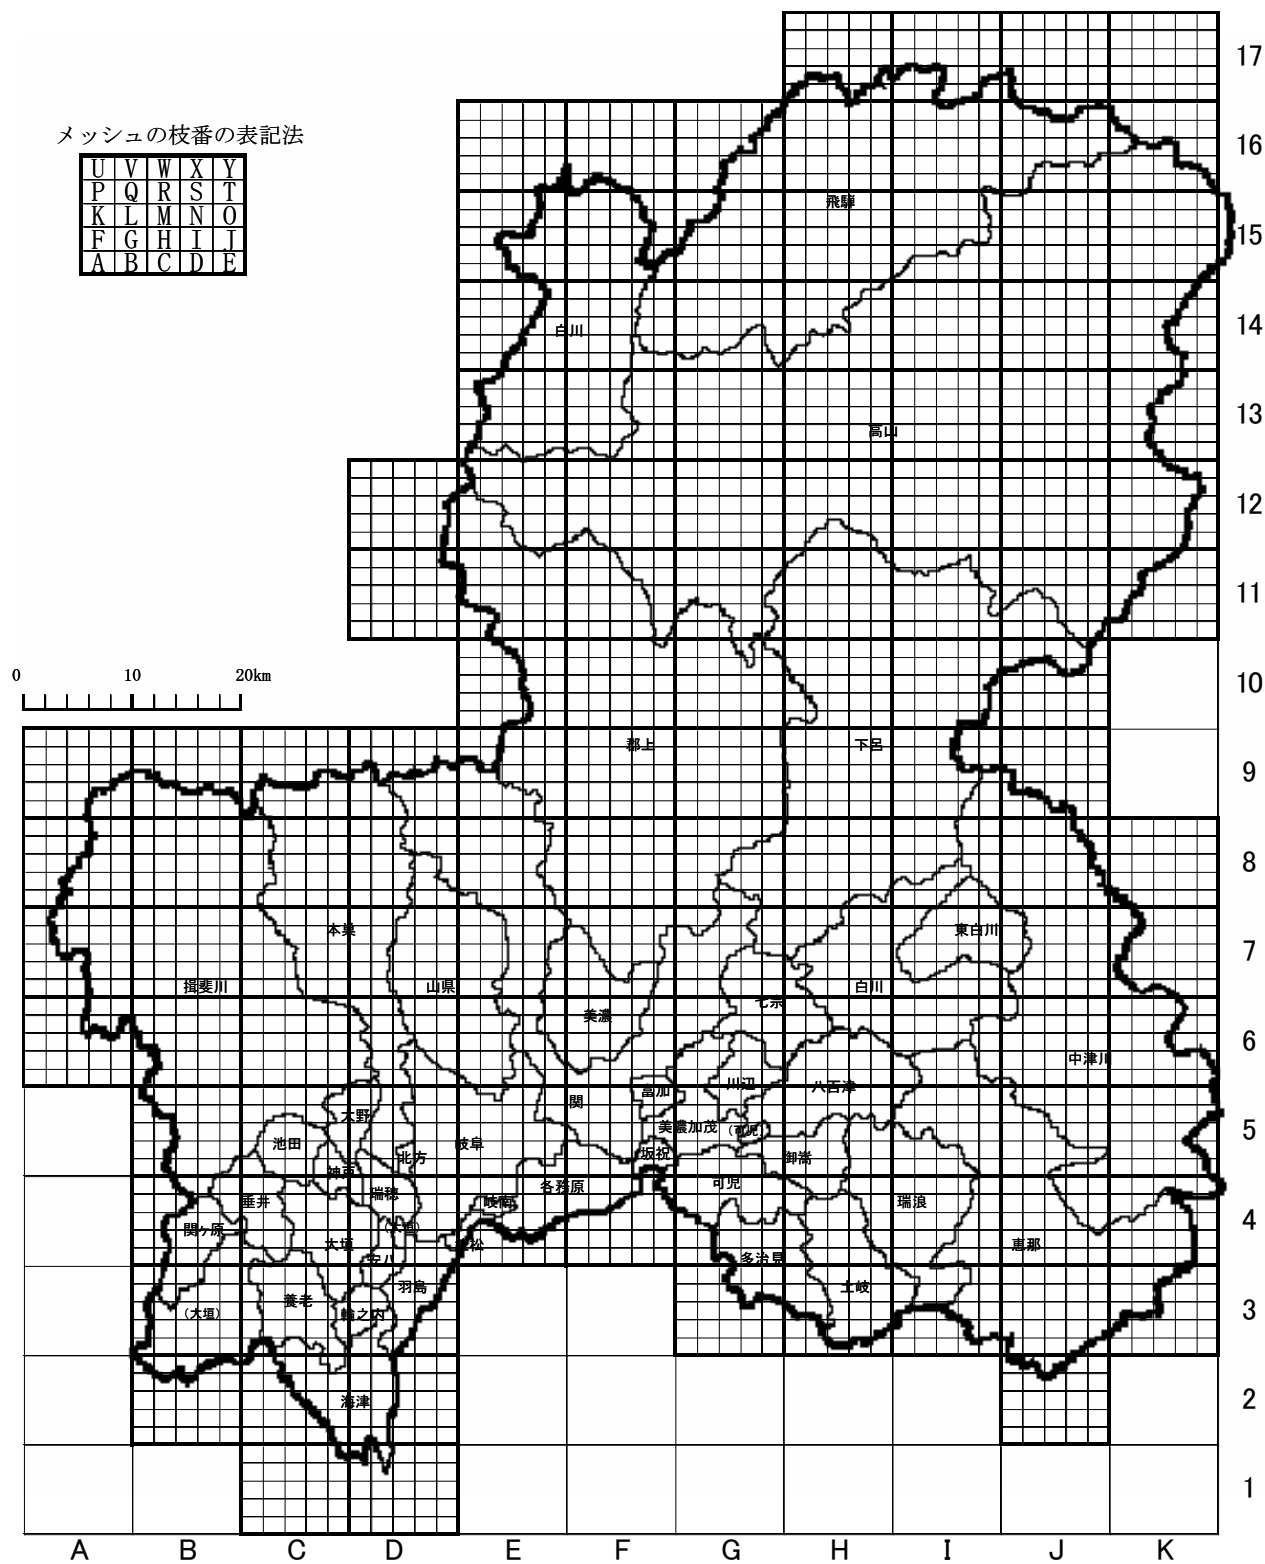 17
メッシュの枝番の表記法
16
U V W X Y
P Q R S T
K L M N O
F G H I J
A B C D E
飛騨
15
白川
14
高山
13
12
11
0 10 20km
10
郡上
下呂
9
8
本巣
東白川
7
揖斐川
山県
白川
七宗
美濃
6
中津川
川辺
八百津
富加
関
大野
美濃加茂
(可児)
5
池田
岐阜
北方
坂祝
御嵩
神戸
可児
各務原
瑞穂
垂井
岐南
瑞浪
関ヶ原
(大垣)
4
大垣
恵那
安八
多治見
羽島
土岐
養老
輪之内
(大垣)
3
海津
2
1
A B C D E F G H I J K